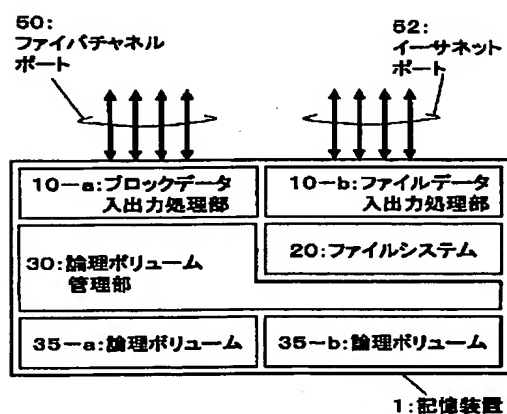 50:
ファイバチャネル
ポート
52:
イーサネット
ポート
10-a:ブロックデータ
入出力処理部
10-b:ファイルデータ
入出力処理部
30:論理ボリューム
管理部
20:ファイルシステム
35-a:論理ボリューム
35-b:論理ボリューム
1:記憶装置